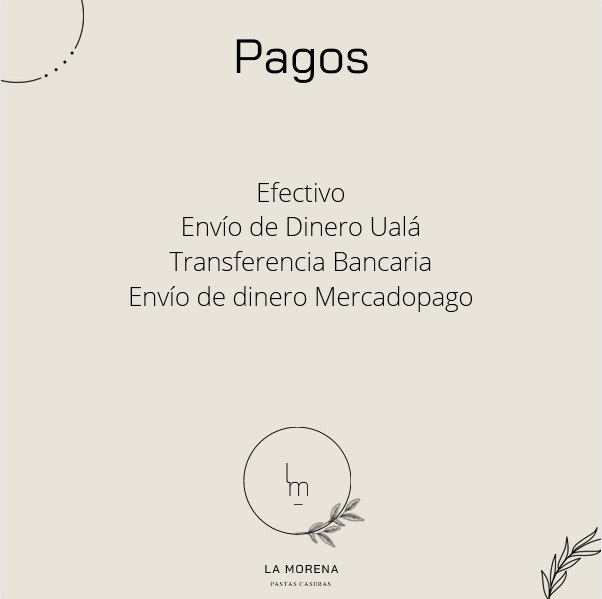 Pagos
Efectivo
Envío de Dinero Ualá
Transferencia Bancaria
Envío de dinero Mercadopago
lm
LA MORENA
PASTAS CASERAS